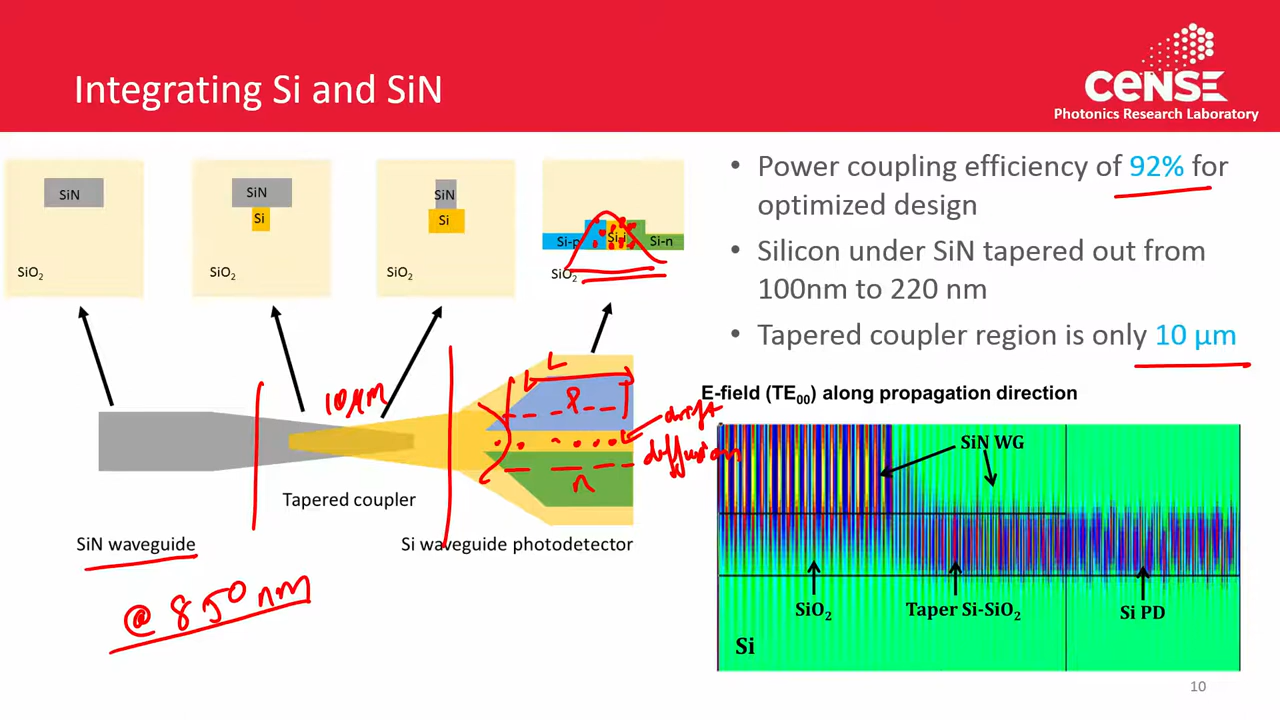 Integrating Si and SiN
CeNSE
Photonics Research Laboratory
SiN
SiO2
SiN
Si
SiO2
SiN
Si
SiO2
Si-p
Si-i
Si-n
SiO2
• Power coupling efficiency of 92% for
optimized design
• Silicon under SiN tapered out from
100nm to 220 nm
• Tapered coupler region is only 10 μm
10 μm
L
P
n
drift
diffusion
Tapered coupler
SiN waveguide
Si waveguide photodetector
@ 850 nm
E-field (TE00) along propagation direction
SiN WG
SiO2
Taper Si-SiO2
Si PD
Si
10